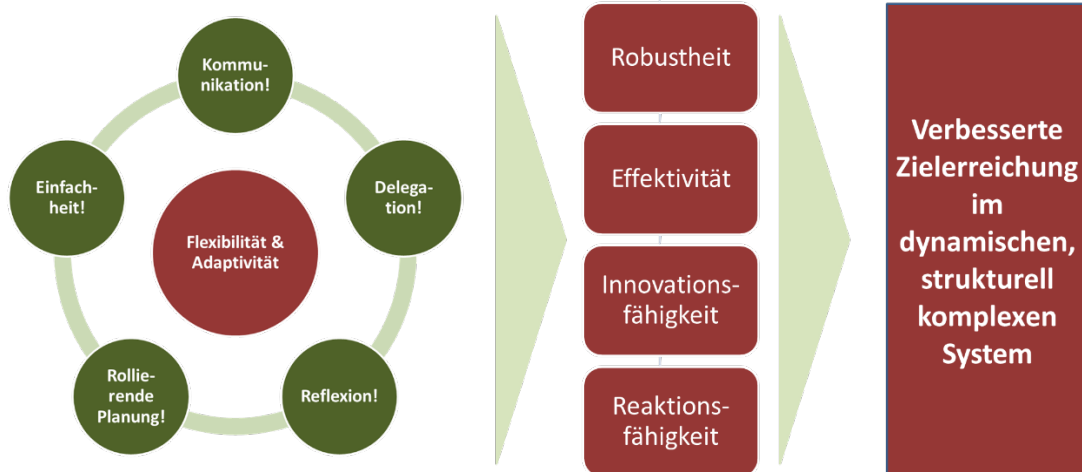 Kommu-
nikation!
Einfach-
heit!
Delega-
tion!
Flexibilität &
Adaptivität
Rollie-
rende
Planung!
Reflexion!
Robustheit
Effektivität
Innovations-
fähigkeit
Reaktions-
fähigkeit
Verbesserte
Zielerreichung
im
dynamischen,
strukturell
komplexen
System